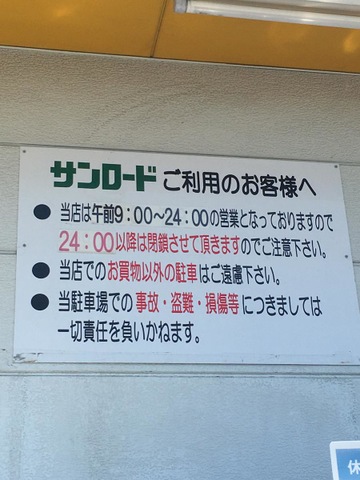 サンロード ご利用のお客様へ
● 当店は午前9：00〜24：00の営業となっておりますので
24：00以降は閉鎖させて頂きますのでご注意下さい。
● 当店でのお買物以外の駐車はご遠慮下さい。
● 当駐車場での事故・盗難・損傷等につきましては
一切責任を負いかねます。
休